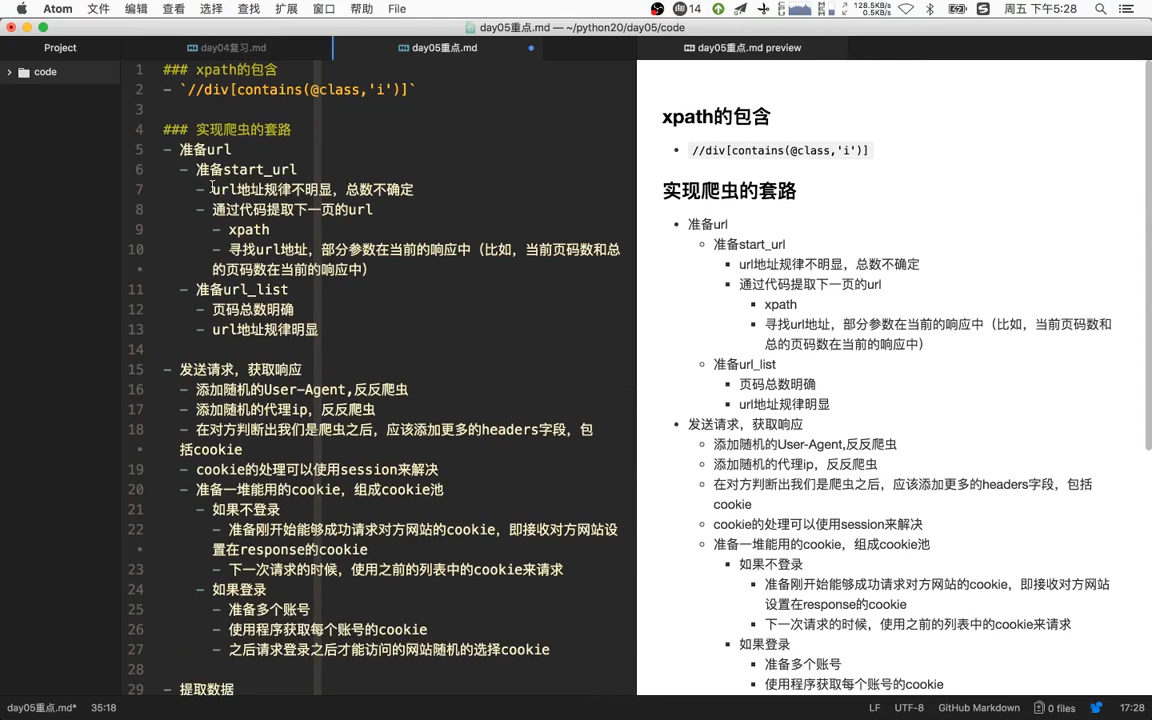 Atom 文件 编辑 查看 选择 查找 扩展 窗口 帮助 File
14 128.5KB/s 0.5KB/s 周五 下午5:28
day05重点.md — ~/python20/day05/code
Project day04复习.md day05重点.md day05重点.md preview
code
1 ### xpath的包含
2 - `//div[contains(@class,'i')]`
3
4 ### 实现爬虫的套路
5 - 准备url
6 - 准备start_url
7 - url地址规律不明显，总数不确定
8 - 通过代码提取下一页的url
9 - xpath
10 - 寻找url地址，部分参数在当前的响应中（比如，当前页码数和总
的页码数在当前的响应中）
11 - 准备url_list
12 - 页码总数明确
13 - url地址规律明显
14
15 - 发送请求，获取响应
16 - 添加随机的User-Agent,反反爬虫
17 - 添加随机的代理ip，反反爬虫
18 - 在对方判断出我们是爬虫之后，应该添加更多的headers字段，包
括cookie
19 - cookie的处理可以使用session来解决
20 - 准备一堆能用的cookie，组成cookie池
21 - 如果不登录
22 - 准备刚开始能够成功请求对方网站的cookie，即接收对方网站设
置在response的cookie
23 - 下一次请求的时候，使用之前的列表中的cookie来请求
24 - 如果登录
25 - 准备多个账号
26 - 使用程序获取每个账号的cookie
27 - 之后请求登录之后才能访问的网站随机的选择cookie
28
29 - 提取数据
xpath的包含
//div[contains(@class,'i')]
实现爬虫的套路
准备url
准备start_url
url地址规律不明显，总数不确定
通过代码提取下一页的url
xpath
寻找url地址，部分参数在当前的响应中（比如，当前页码数和
总的页码数在当前的响应中）
准备url_list
页码总数明确
url地址规律明显
发送请求，获取响应
添加随机的User-Agent,反反爬虫
添加随机的代理ip，反反爬虫
在对方判断出我们是爬虫之后，应该添加更多的headers字段，包括
cookie
cookie的处理可以使用session来解决
准备一堆能用的cookie，组成cookie池
如果不登录
准备刚开始能够成功请求对方网站的cookie，即接收对方网站
设置在response的cookie
下一次请求的时候，使用之前的列表中的cookie来请求
如果登录
准备多个账号
使用程序获取每个账号的cookie
day05重点.md* 35:18 LF UTF-8 GitHub Markdown 0 files 17:28